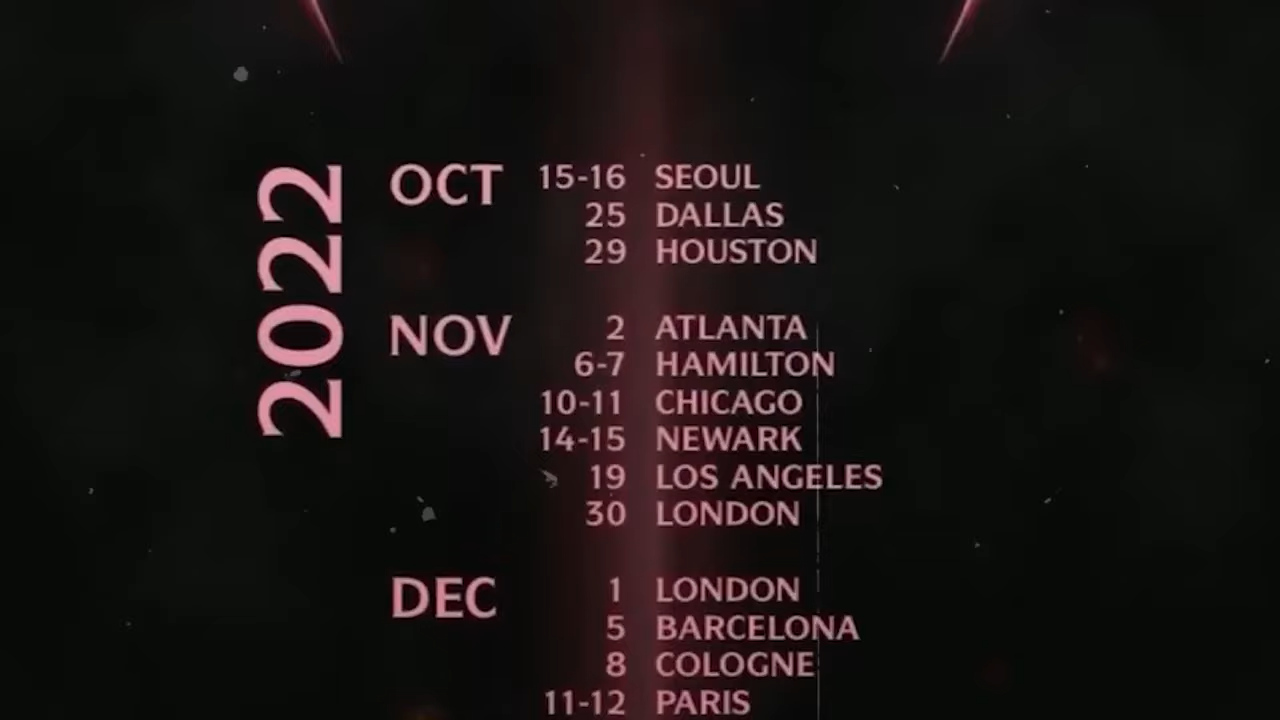 2022
OCT 15-16 SEOUL
25 DALLAS
29 HOUSTON
NOV 2 ATLANTA
6-7 HAMILTON
10-11 CHICAGO
14-15 NEWARK
19 LOS ANGELES
30 LONDON
DEC 1 LONDON
5 BARCELONA
8 COLOGNE
11-12 PARIS